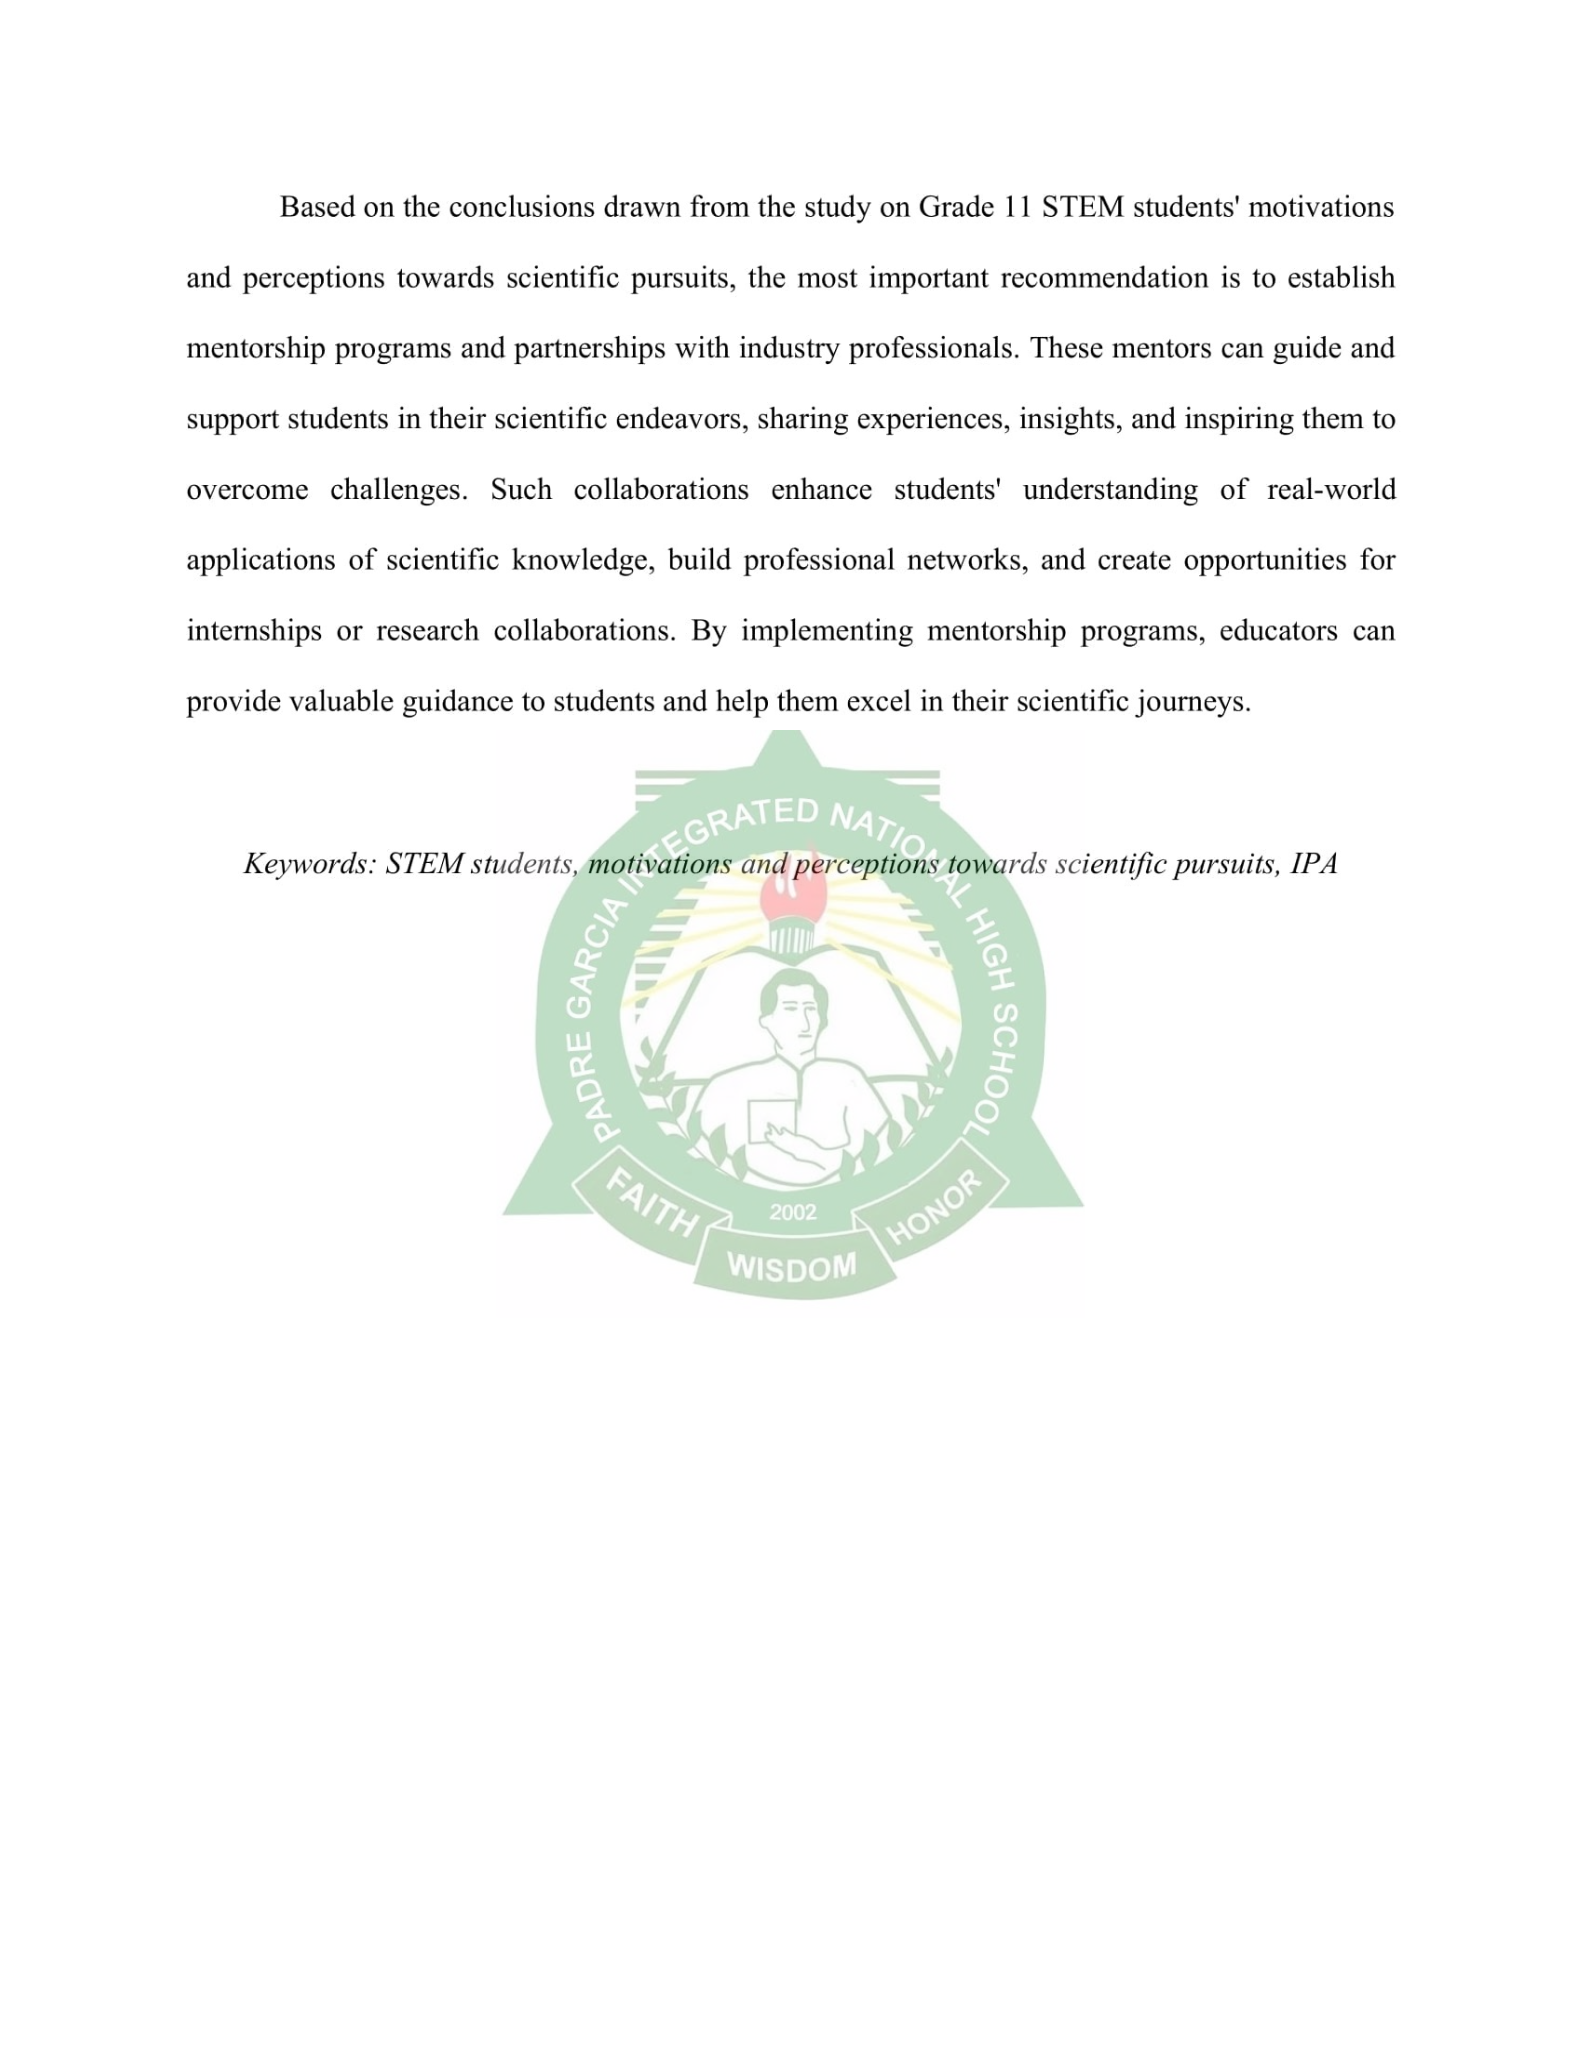 Based on the conclusions drawn from the study on Grade 11 STEM students' motivations
and perceptions towards scientific pursuits, the most important recommendation is to establish
mentorship programs and partnerships with industry professionals. These mentors can guide and
support students in their scientific endeavors, sharing experiences, insights, and inspiring them to
overcome challenges. Such collaborations enhance students' understanding of real-world
applications of scientific knowledge, build professional networks, and create opportunities for
internships or research collaborations. By implementing mentorship programs, educators can
provide valuable guidance to students and help them excel in their scientific journeys.
Keywords: STEM students, motivations and perceptions towards scientific pursuits, IPA
PADRE GARCIA INTEGRATED NATIONAL HIGH SCHOOL
2002
FAITH
WISDOM
HONOR